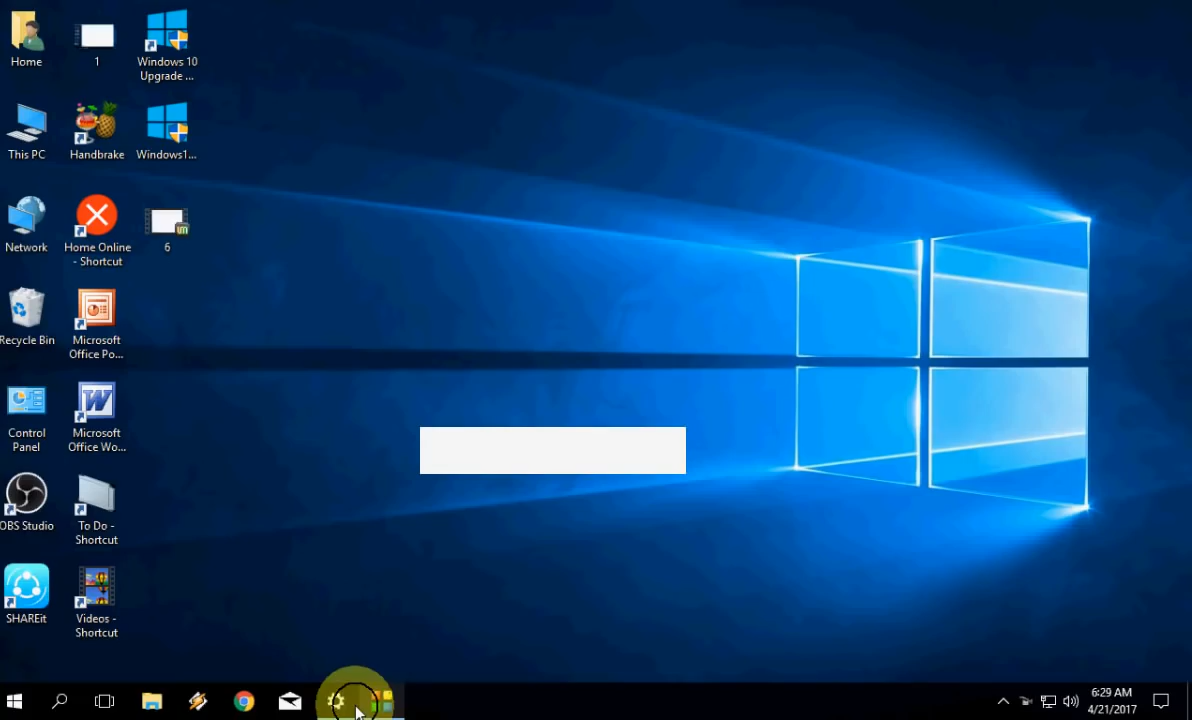 Home
1
Windows 10
Upgrade ...
This PC
Handbrake
Windows1...
Network
Home Online
- Shortcut
6
Recycle Bin
Microsoft
Office Po...
Control
Panel
Microsoft
Office Wo...
OBS Studio
To Do -
Shortcut
SHAREit
Videos -
Shortcut
6:29 AM
4/21/2017